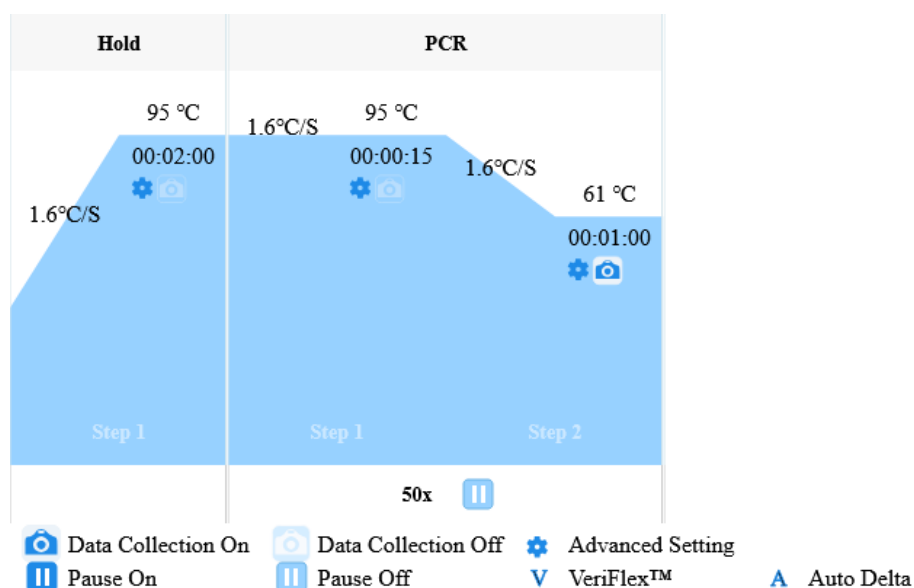 Hold PCR
95 ℃ 95 ℃
1.6℃/S
00:02:00 00:00:15
1.6℃/S
61 ℃
1.6℃/S
00:01:00
Step 1 Step 1 Step 2
50x
Data Collection On Data Collection Off Advanced Setting
Pause On Pause Off V VeriFlex™ A Auto Delta